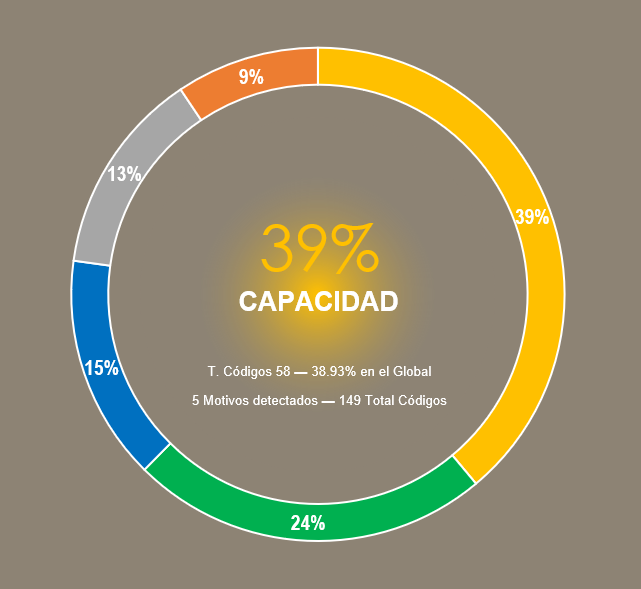 9%
13%
39%
39%
CAPACIDAD
15%
T. Códigos 58 — 38.93% en el Global
5 Motivos detectados — 149 Total Códigos
24%